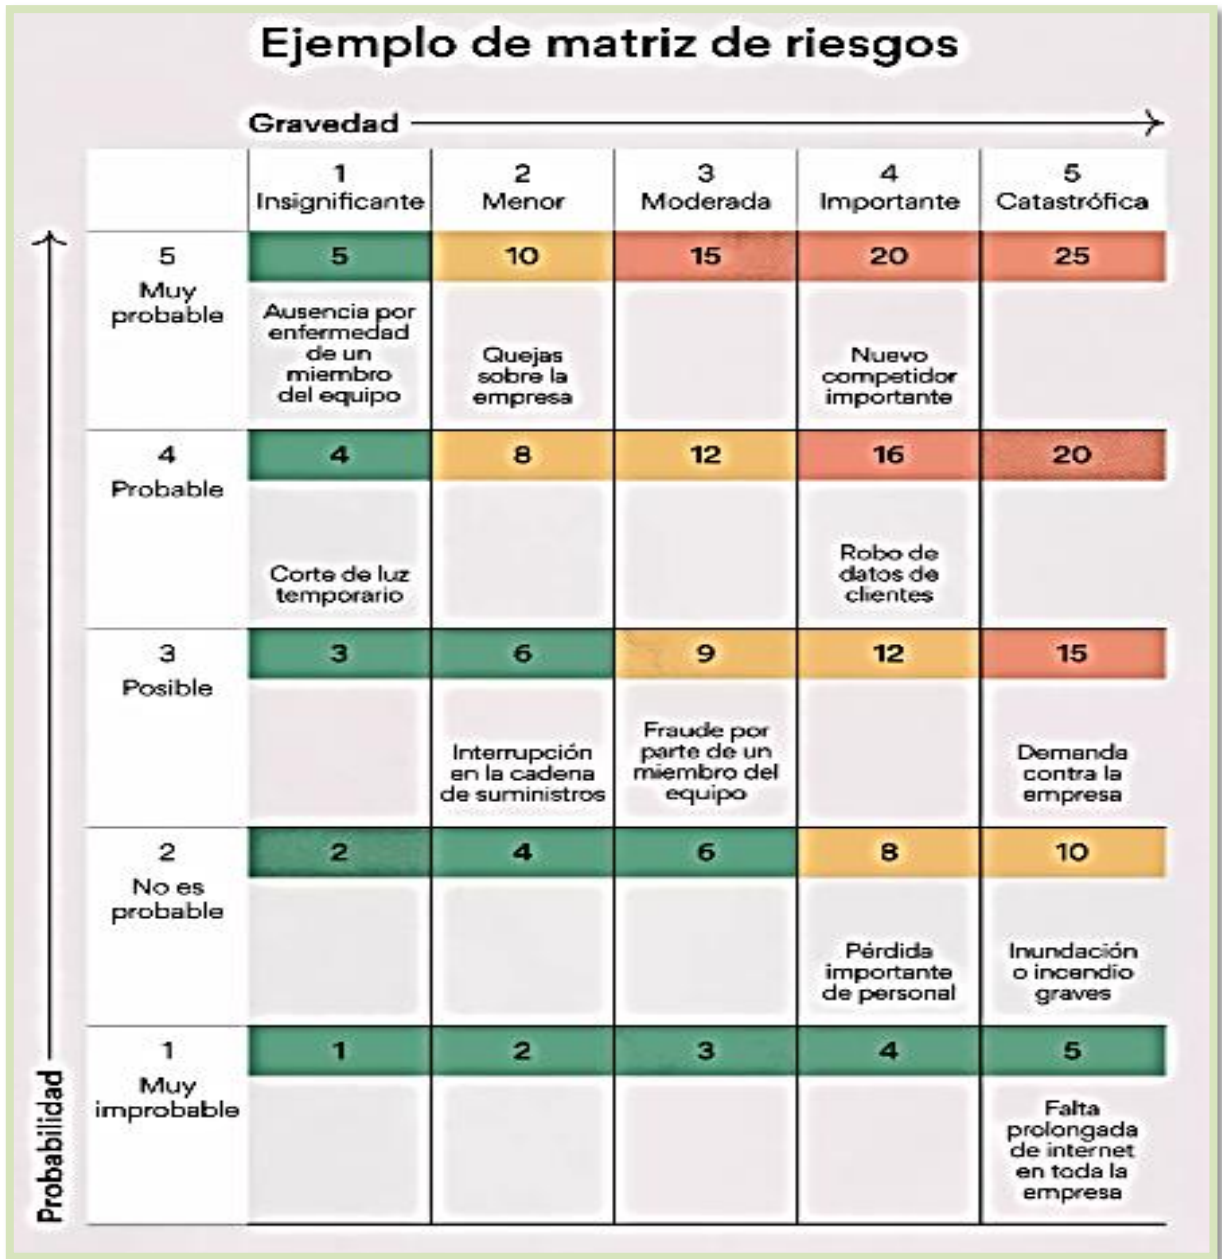 Ejemplo de matriz de riesgos
Gravedad
1
Insignificante
2
Menor
3
Moderada
4
Importante
5
Catastrófica
5
Muy
probable
5
Ausencia por
enfermedad
de un
miembro
del equipo
10
Quejas
sobre la
empresa
15
20
Nuevo
competidor
importante
25
4
Probable
4
Corte de luz
temporario
8
12
16
Robo de
datos de
clientes
20
3
Posible
3
6
Interrupción
en la cadena
de suministros
9
Fraude por
parte de un
miembro del
equipo
12
15
Demanda
contra la
empresa
2
No es
probable
2
4
6
8
Pérdida
importante
de personal
10
Inundación
o incendio
graves
1
Muy
improbable
1
2
3
4
5
Falta
prolongada
de internet
en toda la
empresa
Probabilidad